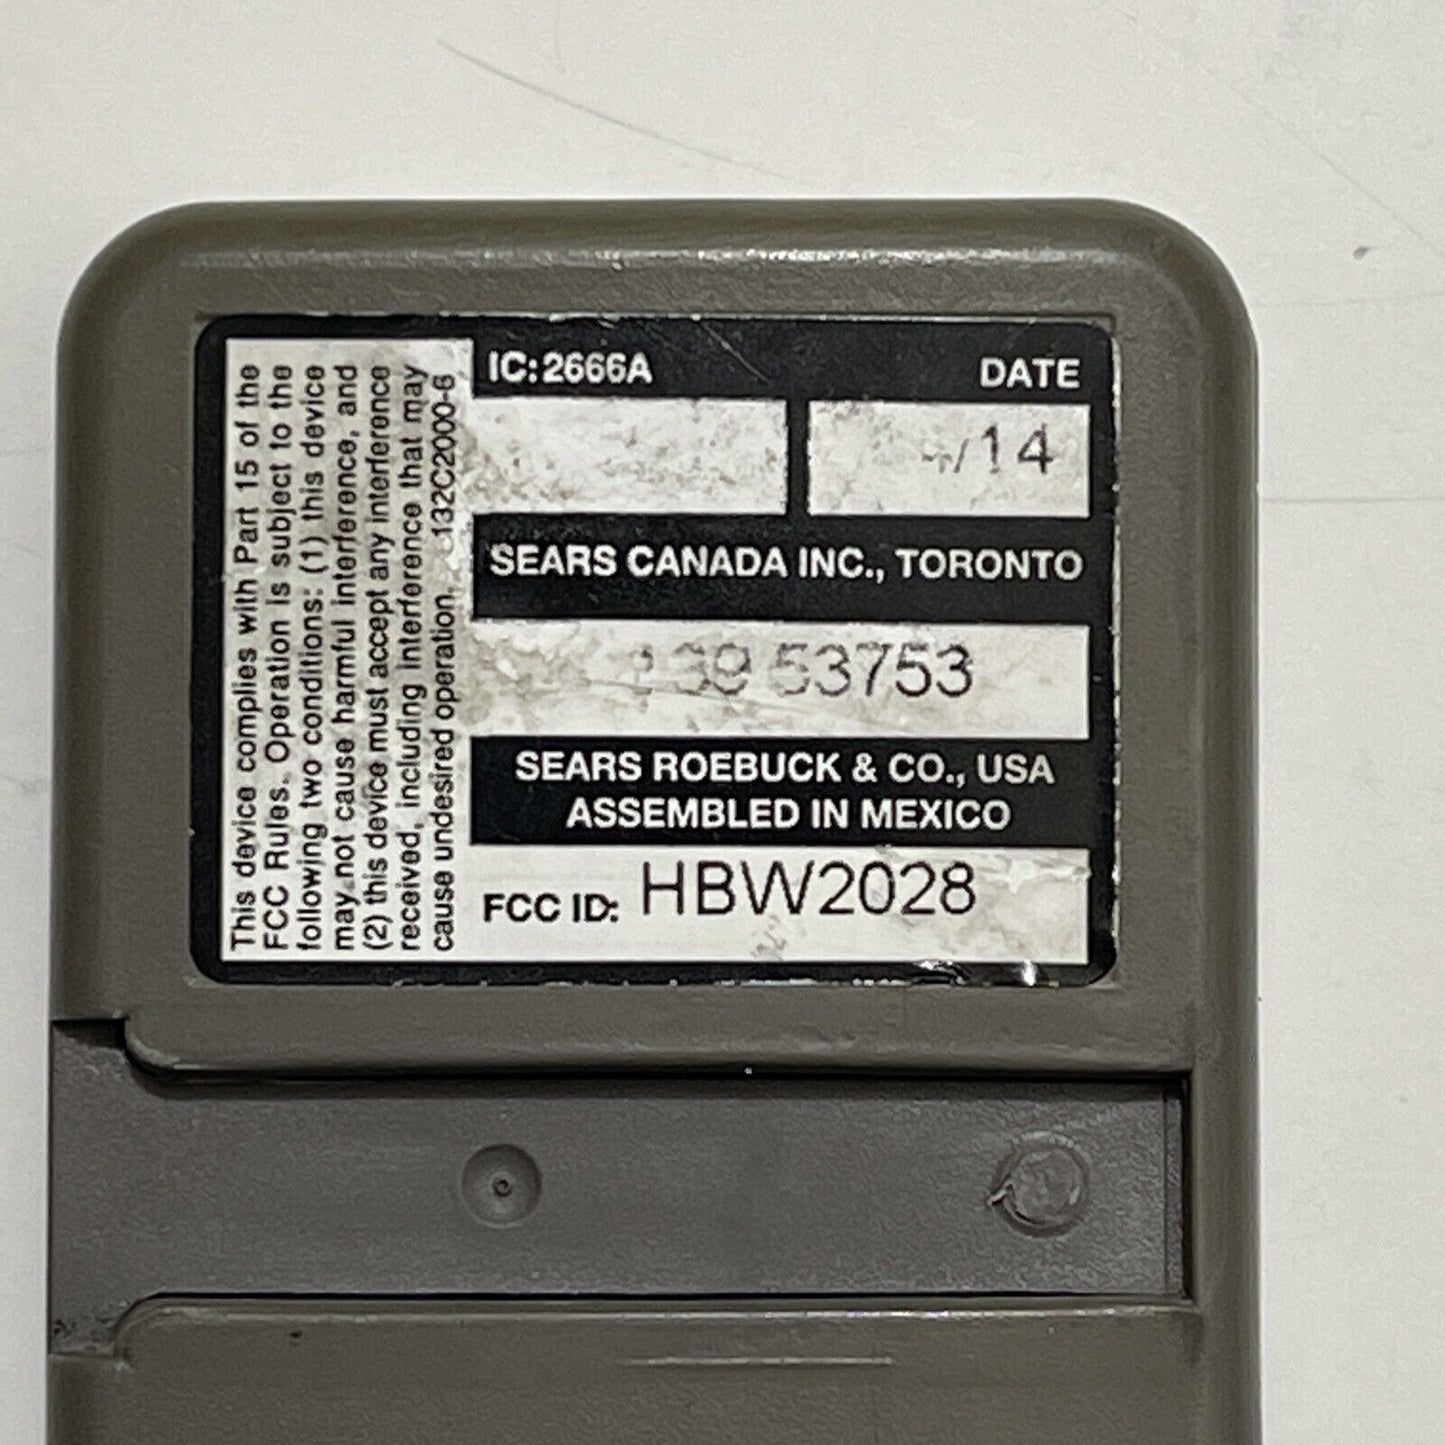 This device complies with Part 15 of the
FCC Rules. Operation is subject to the
following two conditions: (1) this device
may not cause harmful interference, and
(2) this device must accept any interference
received, including interference that may
cause undesired operation. 132C2000-6
IC:2666A DATE
/14
SEARS CANADA INC., TORONTO
53753
SEARS ROEBUCK & CO., USA
ASSEMBLED IN MEXICO
FCC ID: HBW2028